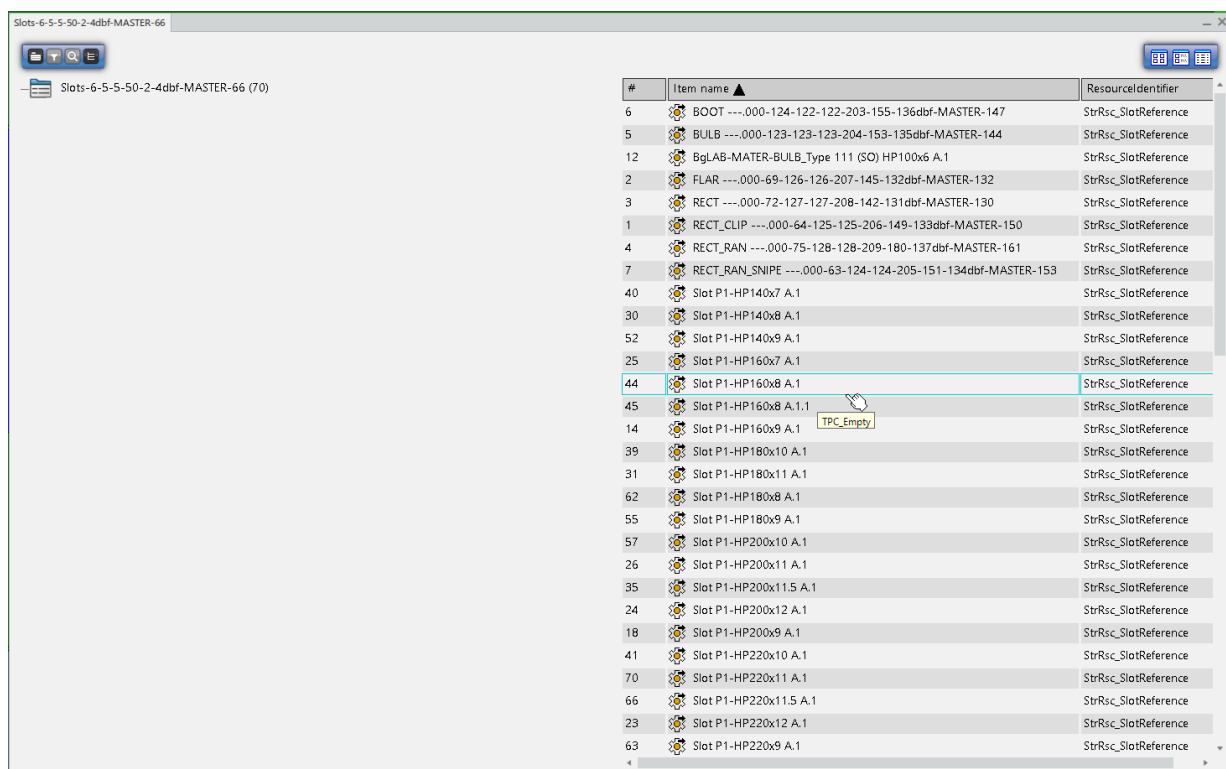 Slots-6-5-5-50-2-4dbf-MASTER-66
Slots-6-5-5-50-2-4dbf-MASTER-66 (70)
# Item name ResourceIdentifier
6 BOOT ---.000-124-122-122-203-155-136dbf-MASTER-147 StrRsc_SlotReference
5 BULB ---.000-123-123-123-204-153-135dbf-MASTER-144 StrRsc_SlotReference
12 BgLAB-MATER-BULB_Type 111 (SO) HP100x6 A.1 StrRsc_SlotReference
2 FLAR ---.000-69-126-126-207-145-132dbf-MASTER-132 StrRsc_SlotReference
3 RECT ---.000-72-127-127-208-142-131dbf-MASTER-130 StrRsc_SlotReference
1 RECT_CLIP ---.000-64-125-125-206-149-133dbf-MASTER-150 StrRsc_SlotReference
4 RECT_RAN ---.000-75-128-128-209-180-137dbf-MASTER-161 StrRsc_SlotReference
7 RECT_RAN_SNIPE ---.000-63-124-124-205-151-134dbf-MASTER-153 StrRsc_SlotReference
40 Slot P1-HP140x7 A.1 StrRsc_SlotReference
30 Slot P1-HP140x8 A.1 StrRsc_SlotReference
52 Slot P1-HP140x9 A.1 StrRsc_SlotReference
25 Slot P1-HP160x7 A.1 StrRsc_SlotReference
44 Slot P1-HP160x8 A.1 StrRsc_SlotReference
45 Slot P1-HP160x8 A.1.1 StrRsc_SlotReference
TPC_Empty
14 Slot P1-HP160x9 A.1 StrRsc_SlotReference
39 Slot P1-HP180x10 A.1 StrRsc_SlotReference
31 Slot P1-HP180x11 A.1 StrRsc_SlotReference
62 Slot P1-HP180x8 A.1 StrRsc_SlotReference
55 Slot P1-HP180x9 A.1 StrRsc_SlotReference
57 Slot P1-HP200x10 A.1 StrRsc_SlotReference
26 Slot P1-HP200x11 A.1 StrRsc_SlotReference
35 Slot P1-HP200x11.5 A.1 StrRsc_SlotReference
24 Slot P1-HP200x12 A.1 StrRsc_SlotReference
18 Slot P1-HP200x9 A.1 StrRsc_SlotReference
41 Slot P1-HP220x10 A.1 StrRsc_SlotReference
70 Slot P1-HP220x11 A.1 StrRsc_SlotReference
66 Slot P1-HP220x11.5 A.1 StrRsc_SlotReference
23 Slot P1-HP220x12 A.1 StrRsc_SlotReference
63 Slot P1-HP220x9 A.1 StrRsc_SlotReference